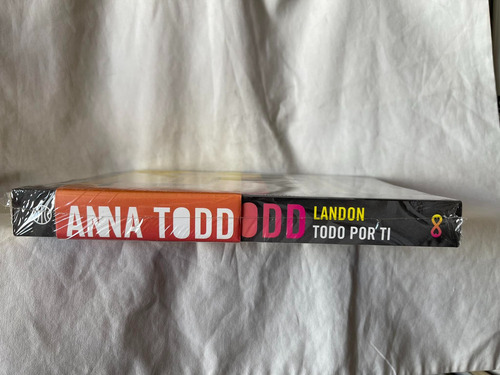 ANNA TODD
ODD
LANDON
TODO POR TI